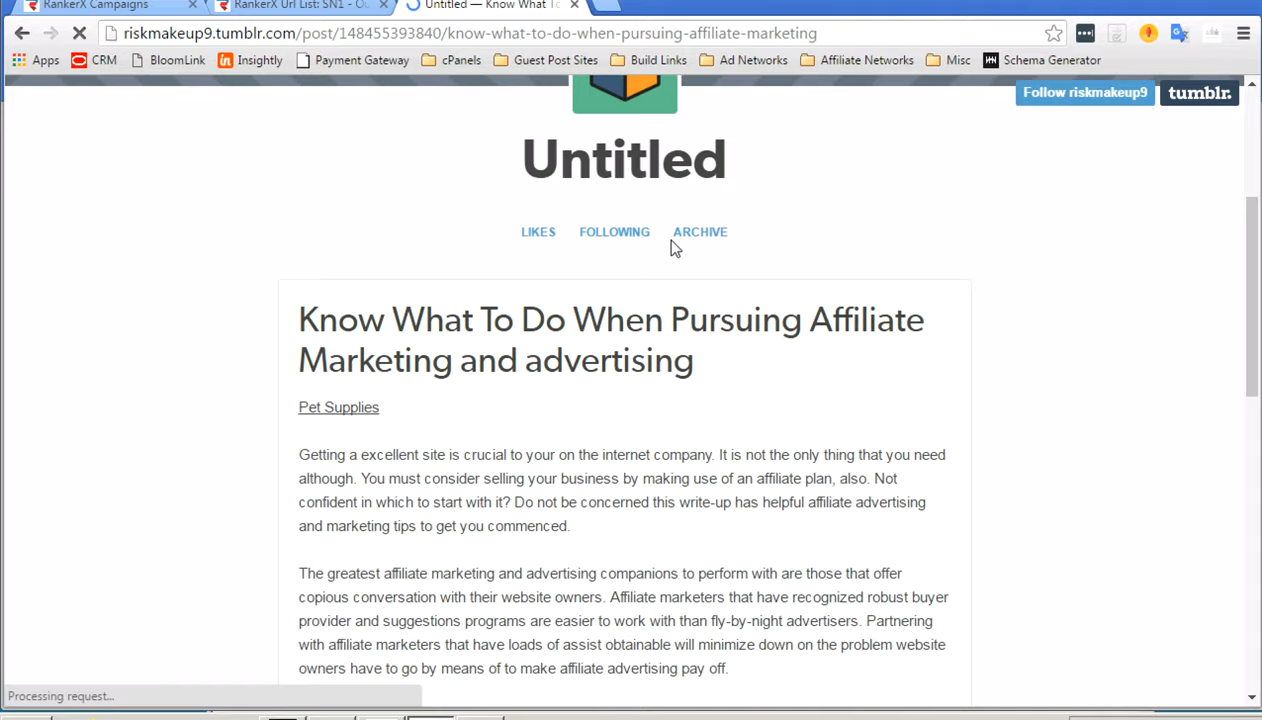 RankerX Campaigns
RankerX Url List: SN1 - O
Untitled — Know What To
riskmakeup9.tumblr.com/post/148455393840/know-what-to-do-when-pursuing-affiliate-marketing
Apps CRM BloomLink Insightly Payment Gateway cPanels Guest Post Sites Build Links Ad Networks Affiliate Networks Misc Schema Generator
Follow riskmakeup9 tumblr.
Untitled
LIKES FOLLOWING ARCHIVE
Know What To Do When Pursuing Affiliate
Marketing and advertising
Pet Supplies
Getting a excellent site is crucial to your on the internet company. It is not the only thing that you need
although. You must consider selling your business by making use of an affiliate plan, also. Not
confident in which to start with it? Do not be concerned this write-up has helpful affiliate advertising
and marketing tips to get you commenced.
The greatest affiliate marketing and advertising companions to perform with are those that offer
copious conversation with their website owners. Affiliate marketers that have recognized robust buyer
provider and suggestions programs are easier to work with than fly-by-night advertisers. Partnering
with affiliate marketers that have loads of assist obtainable will minimize down on the problem website
owners have to go by means of to make affiliate advertising pay off.
Processing request...